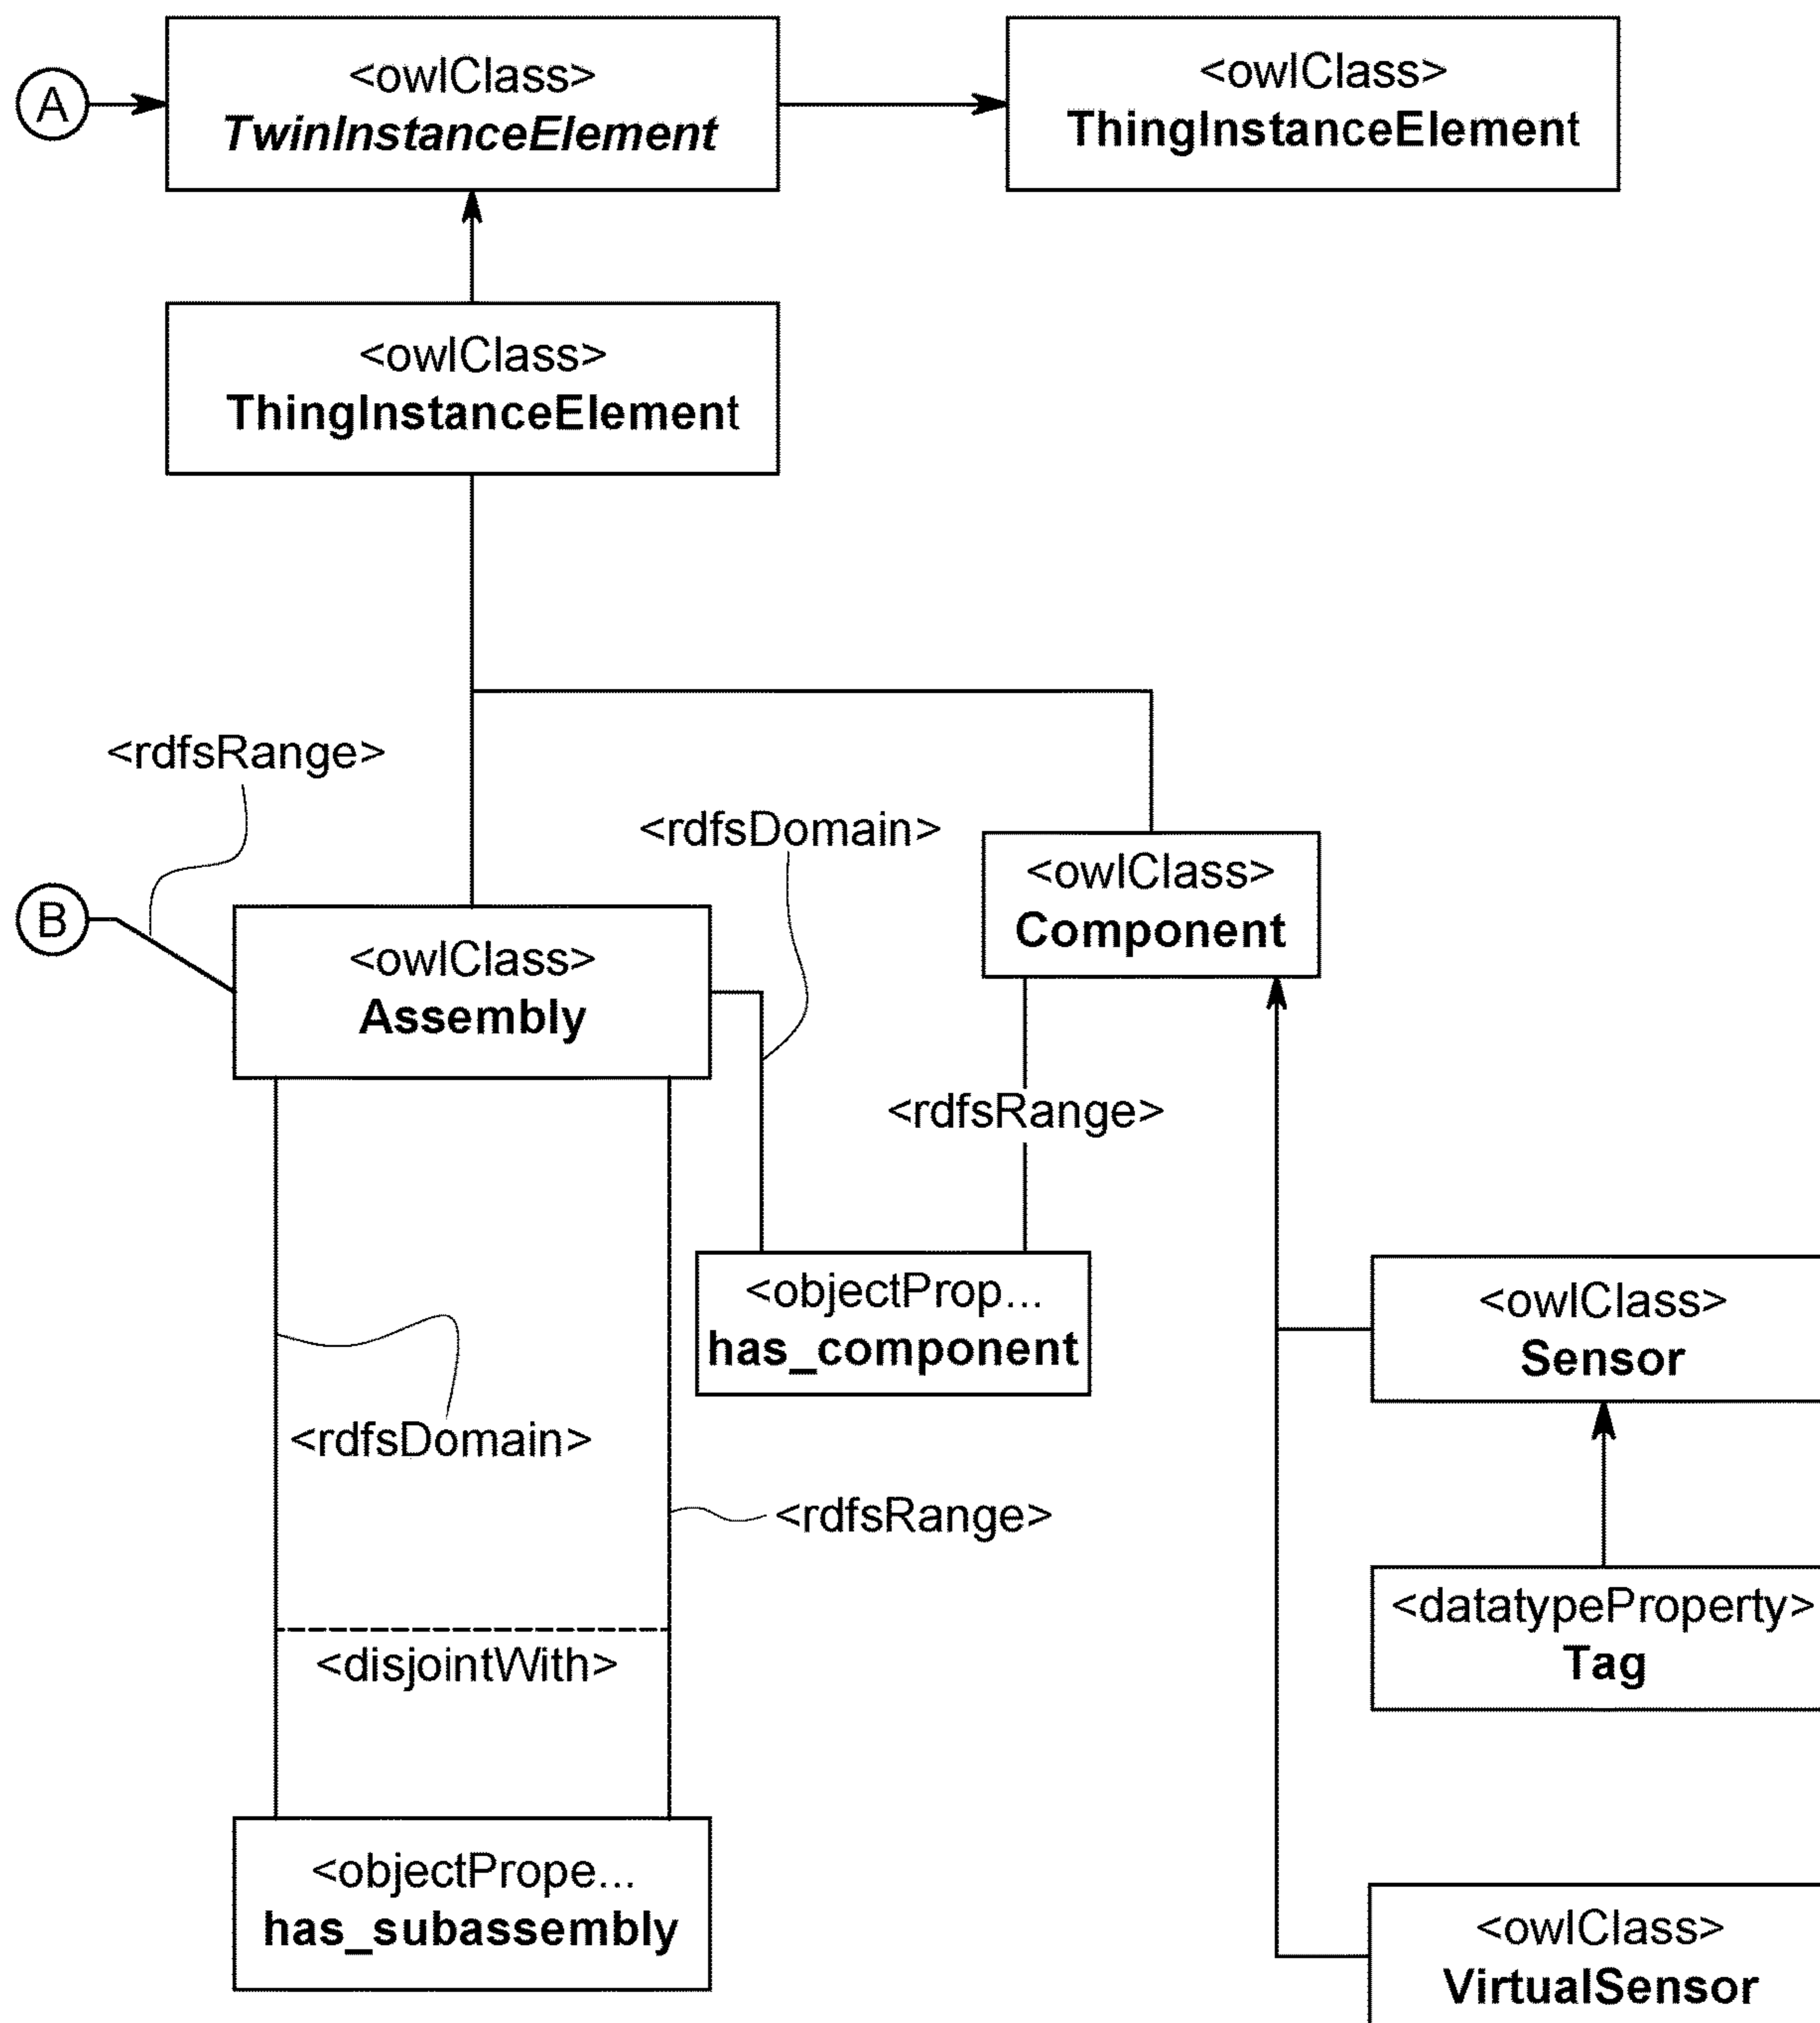 A
<owlClass>
TwinInstanceElement
<owlClass>
ThingInstanceElement
<owlClass>
ThingInstanceElement
<rdfsRange>
<rdfsDomain>
<owlClass>
Component
B
<owlClass>
Assembly
<rdfsRange>
<objectProp...
has_component
<owlClass>
Sensor
<rdfsDomain>
<rdfsRange>
<datatypeProperty>
Tag
<disjointWith>
<objectPrope...
has_subassembly
<owlClass>
VirtualSensor